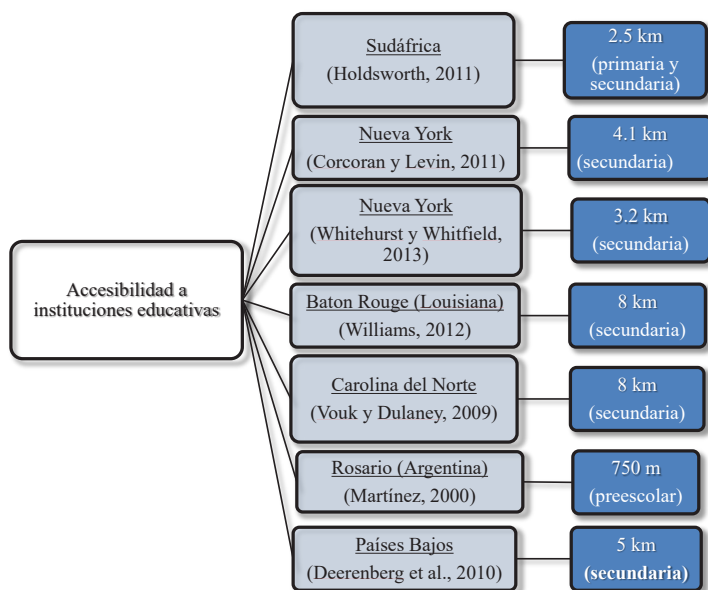 Accesibilidad a
instituciones educativas
Sudáfrica
(Holdsworth, 2011)
2.5 km
(primaria y
secundaria)
Nueva York
(Corcoran y Levin, 2011)
4.1 km
(secundaria)
Nueva York
(Whitehurst y Whitfield,
2013)
3.2 km
(secundaria)
Baton Rouge (Louisiana)
(Williams, 2012)
8 km
(secundaria)
Carolina del Norte
(Vouk y Dulaney, 2009)
8 km
(secundaria)
Rosario (Argentina)
(Martínez, 2000)
750 m
(preescolar)
Países Bajos
(Deerenberg et al., 2010)
5 km
(secundaria)